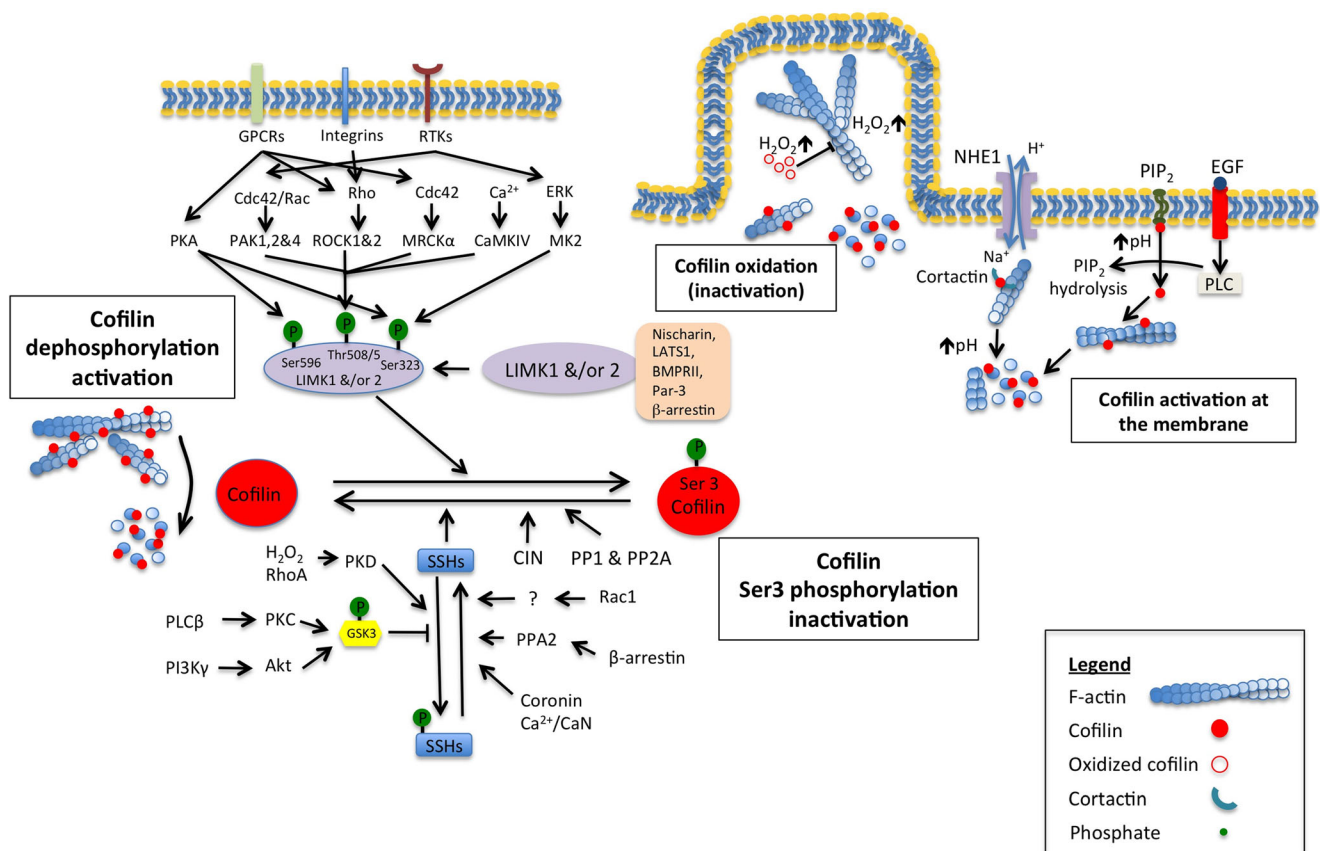 GPCRs
Integrins
RTKs
Cdc42/Rac
Rho
Cdc42
Ca²⁺
ERK
PKA
PAK1,2&4
ROCK1&2
MRCKα
CaMKIV
MK2
P
P
P
Ser596
Thr508/5
Ser323
LIMK1 &/or 2
LIMK1 &/or 2
Nischarin,
LATS1,
BMPRII,
Par-3
β-arrestin
Cofilin
dephosphorylation
activation
Cofilin
P
Ser 3
Cofilin
SSHs
CIN
PP1 & PP2A
H₂O₂
RhoA
PKD
?
Rac1
PLCβ
PKC
P
GSK3
PI3Kγ
Akt
PPA2
β-arrestin
Coronin
Ca²⁺/CaN
P
SSHs
Cofilin
Ser3 phosphorylation
inactivation
H₂O₂
H₂O₂
Cofilin oxidation
(inactivation)
NHE1
H⁺
Na⁺
Cortactin
pH
PIP₂
EGF
pH
PIP₂
hydrolysis
PLC
Cofilin activation at
the membrane
Legend
F-actin
Cofilin
Oxidized cofilin
Cortactin
Phosphate